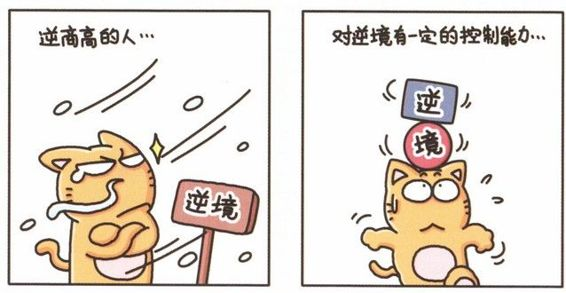 逆商高的人…
逆境
对逆境有一定的控制能力…
逆
境